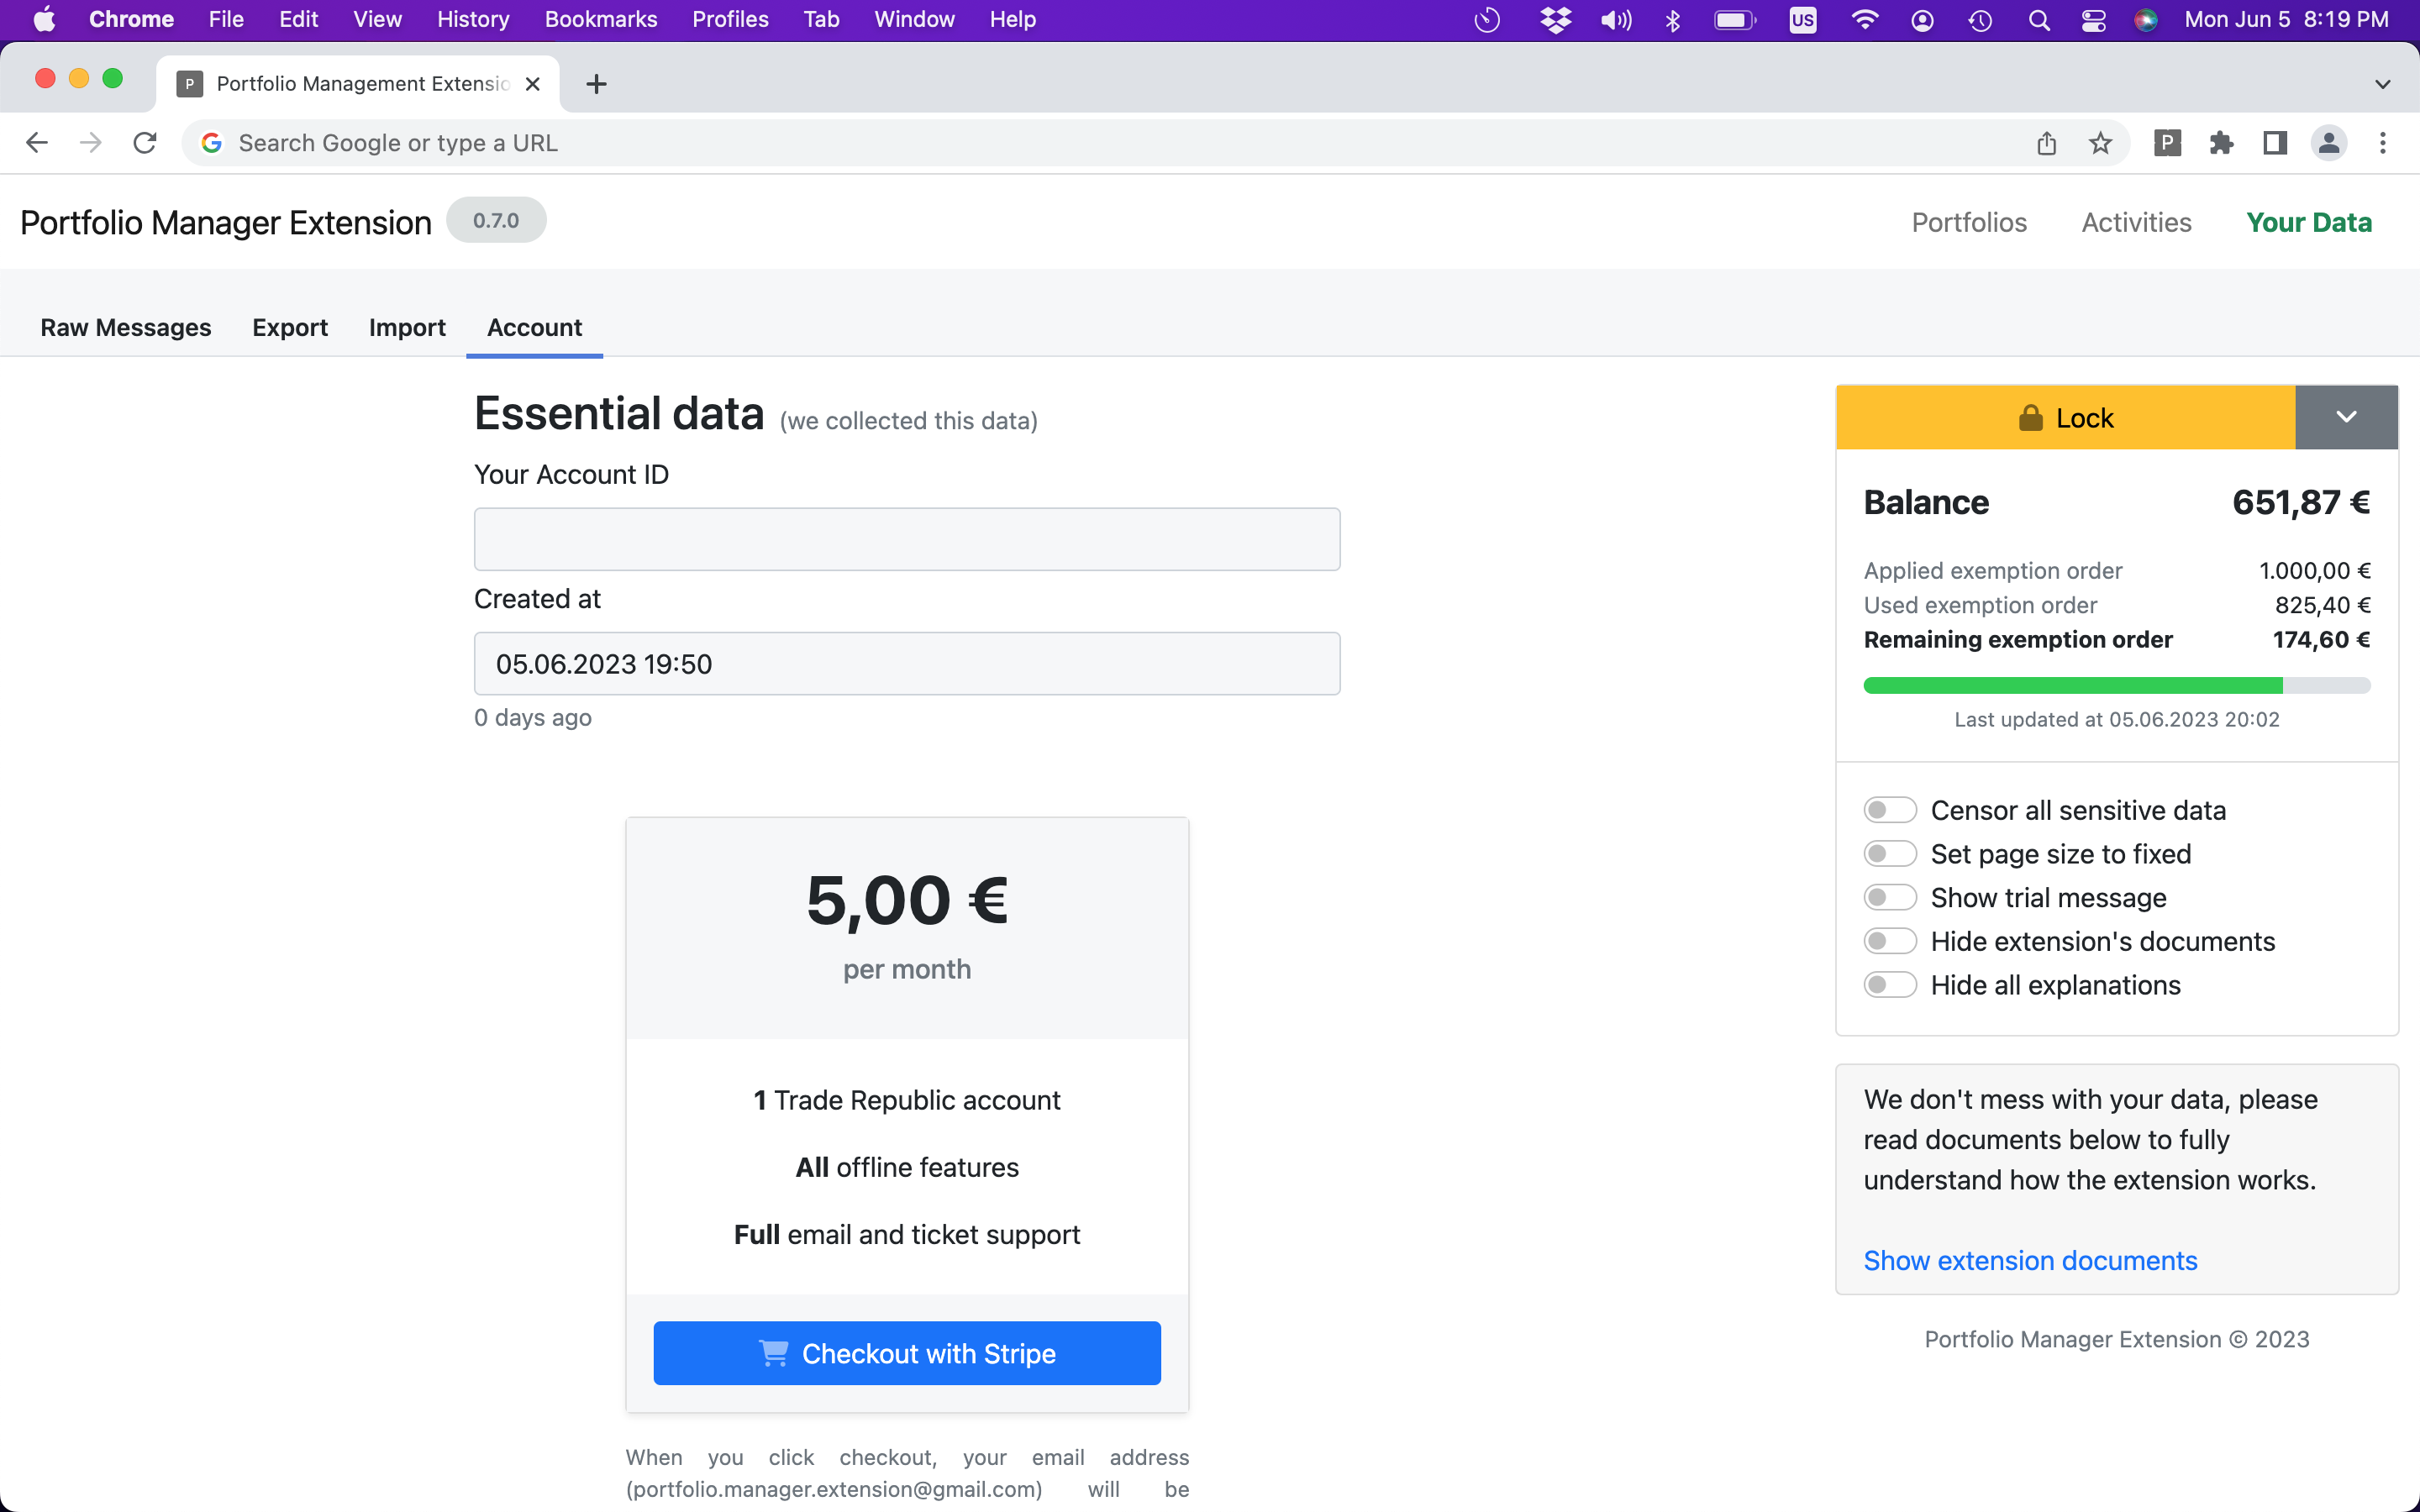 Chrome File Edit View History Bookmarks Profiles Tab Window Help US Mon Jun 5 8:19 PM
P Portfolio Management Extensio
Search Google or type a URL P
Portfolio Manager Extension 0.7.0 Portfolios Activities Your Data
Raw Messages Export Import Account
Essential data (we collected this data)
Your Account ID
Created at
05.06.2023 19:50
0 days ago
5,00 €
per month
1 Trade Republic account
All offline features
Full email and ticket support
Checkout with Stripe
When you click checkout, your email address
(portfolio.manager.extension@gmail.com) will be
Lock
Balance 651,87 €
Applied exemption order 1.000,00 €
Used exemption order 825,40 €
Remaining exemption order 174,60 €
Last updated at 05.06.2023 20:02
Censor all sensitive data
Set page size to fixed
Show trial message
Hide extension's documents
Hide all explanations
We don't mess with your data, please
read documents below to fully
understand how the extension works.
Show extension documents
Portfolio Manager Extension © 2023